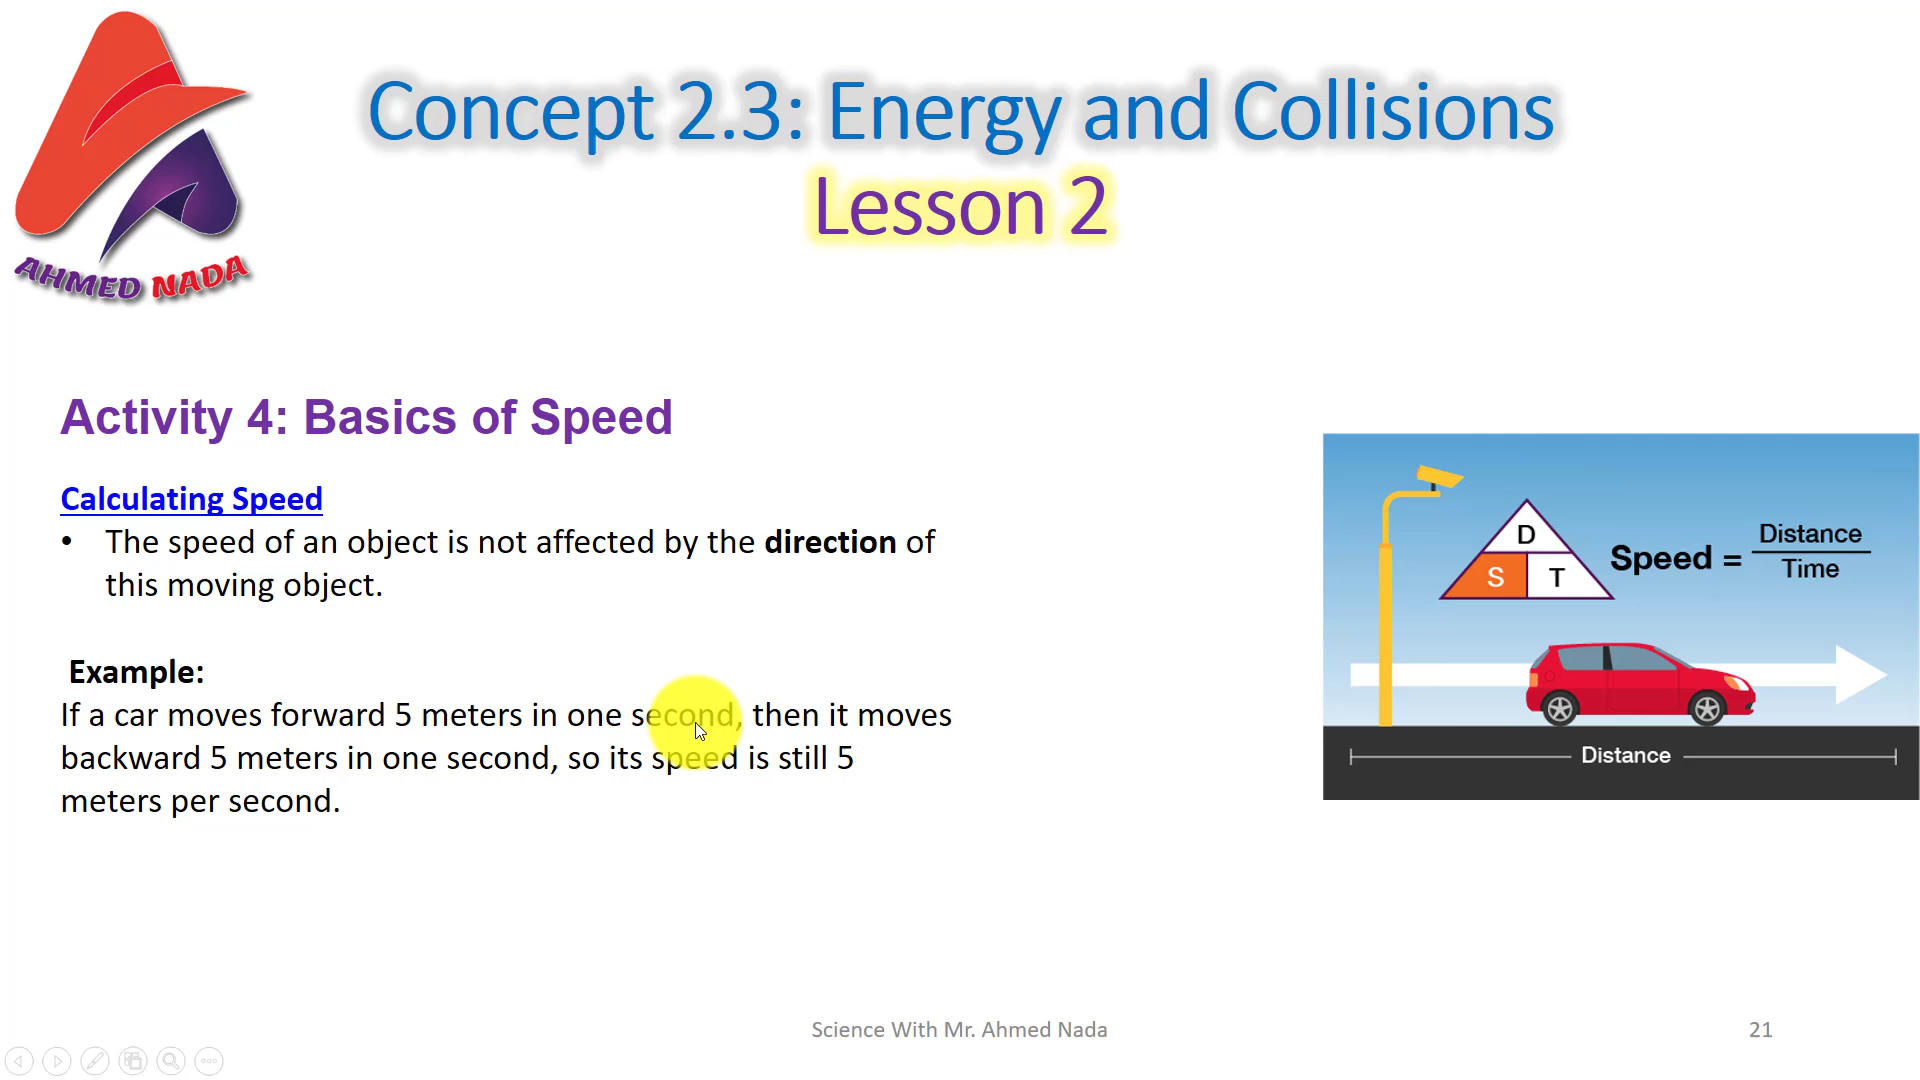 AHMED NADA
Concept 2.3: Energy and Collisions
Lesson 2
Activity 4: Basics of Speed
Calculating Speed
• The speed of an object is not affected by the direction of
this moving object.
Example:
If a car moves forward 5 meters in one second, then it moves
backward 5 meters in one second, so its speed is still 5
meters per second.
D
S T
Speed = Distance
Time
Distance
Science With Mr. Ahmed Nada
21